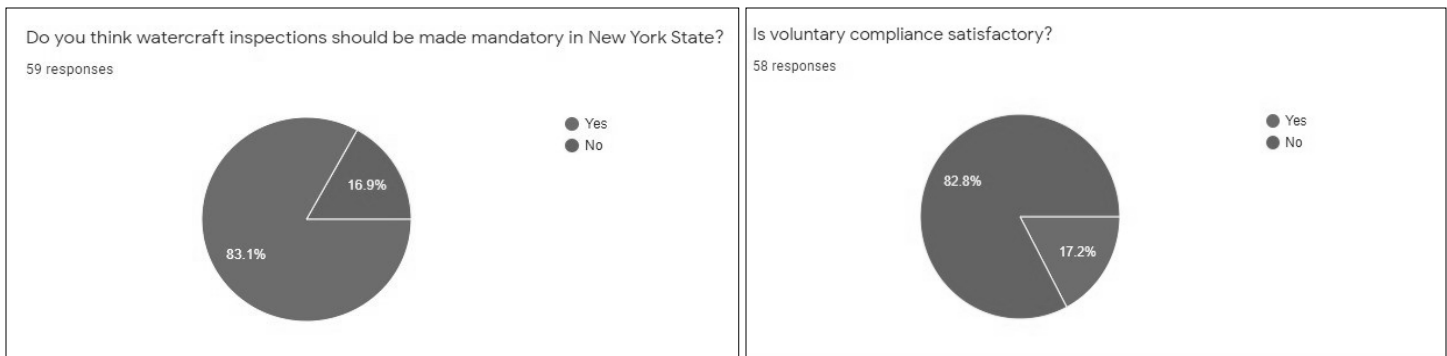 Do you think watercraft inspections should be made mandatory in New York State?
59 responses
Yes
No
16.9%
83.1%
Is voluntary compliance satisfactory?
58 responses
Yes
No
82.8%
17.2%